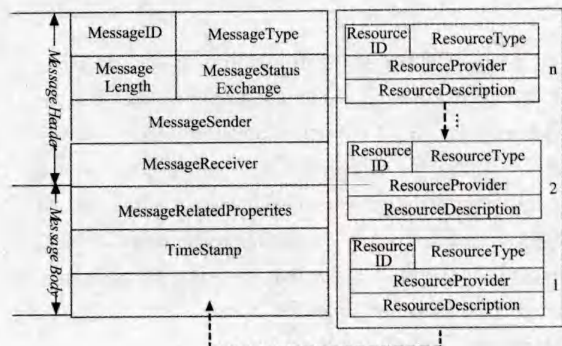 Message Header
MessageID
MessageType
Message
Length
MessageStatus
Exchange
MessageSender
MessageReceiver
Message Body
MessageRelatedProperites
TimeStamp
Resource
ID
ResourceType
ResourceProvider
ResourceDescription
n
⋮
Resource
ID
ResourceType
ResourceProvider
ResourceDescription
2
Resource
ID
ResourceType
ResourceProvider
ResourceDescription
1